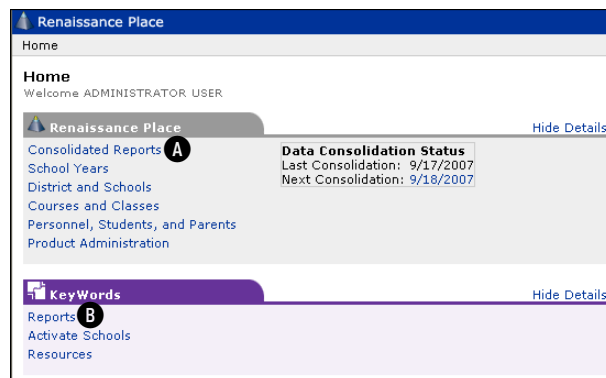 Renaissance Place
Home
Home
Welcome ADMINISTRATOR USER
Renaissance Place
Hide Details
Consolidated Reports A
School Years
District and Schools
Courses and Classes
Personnel, Students, and Parents
Product Administration
Data Consolidation Status
Last Consolidation: 9/17/2007
Next Consolidation: 9/18/2007
KeyWords
Hide Details
Reports B
Activate Schools
Resources